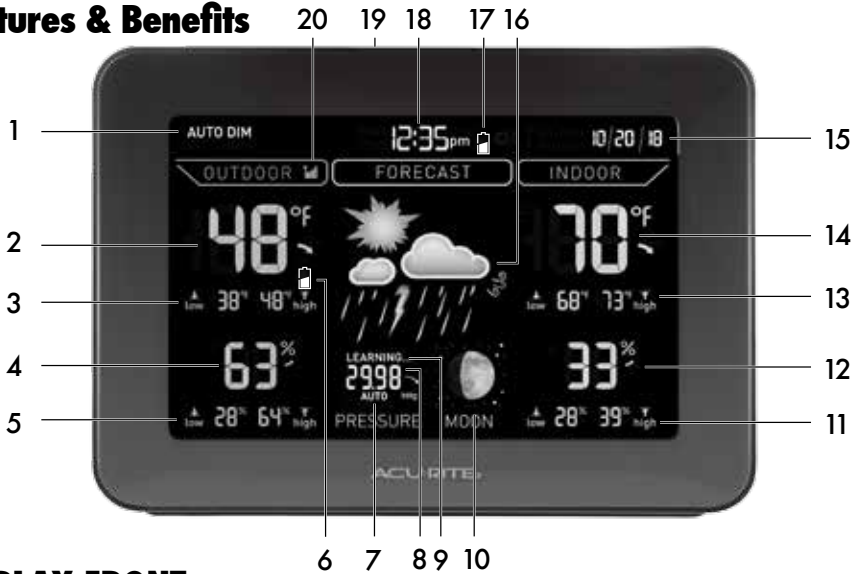 tures & Benefits
20 19 18 17 16
1 AUTO DIM 12:35pm 10/20/18 15
OUTDOOR FORECAST INDOOR
2 48°F 70°F 14
3 low 38°F 48°F high low 68°F 73°F high 13
LEARNING...
4 63% 29.98 33% 12
AUTO inHg
5 low 28% 64% high PRESSURE MOON low 28% 39% high 11
ACURITE
6 7 8 9 10